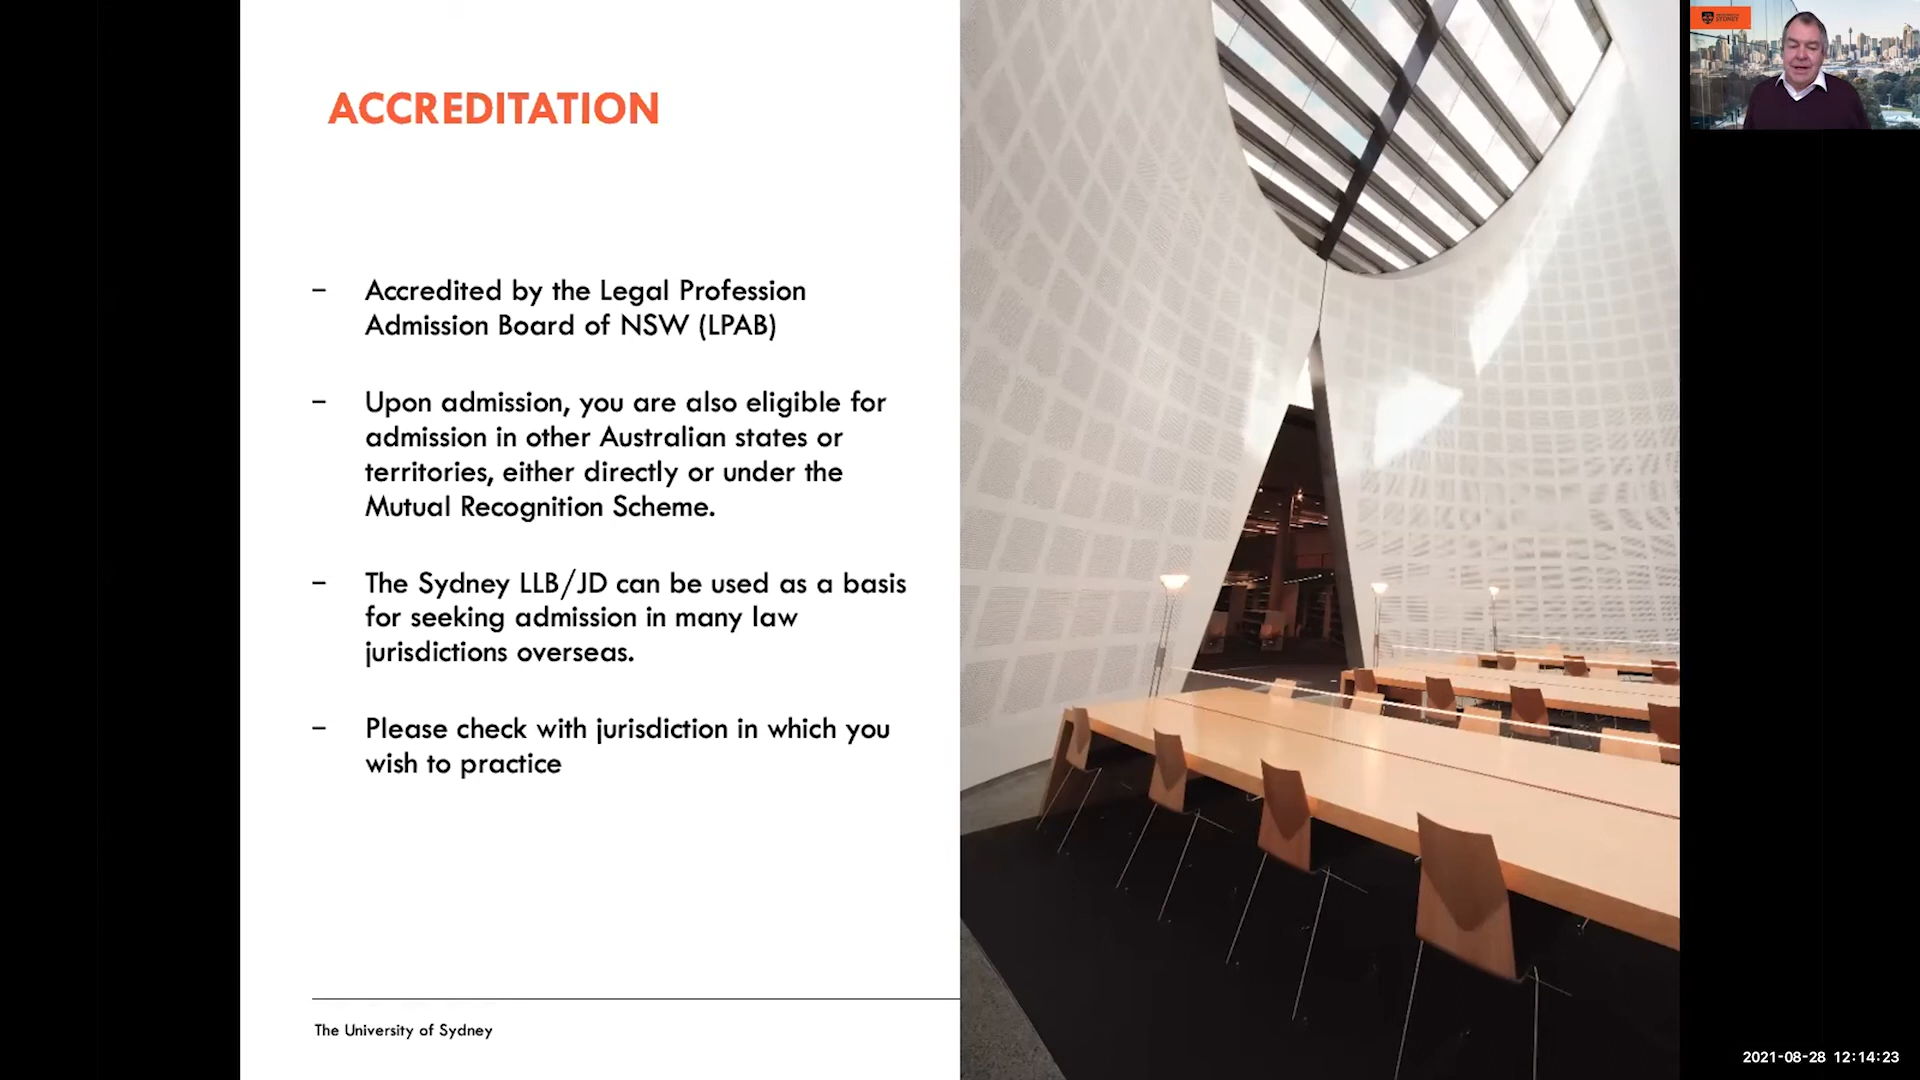 ACCREDITATION
– Accredited by the Legal Profession
Admission Board of NSW (LPAB)
– Upon admission, you are also eligible for
admission in other Australian states or
territories, either directly or under the
Mutual Recognition Scheme.
– The Sydney LLB/JD can be used as a basis
for seeking admission in many law
jurisdictions overseas.
– Please check with jurisdiction in which you
wish to practice
The University of Sydney
SYDNEY
2021-08-28 12:14:23